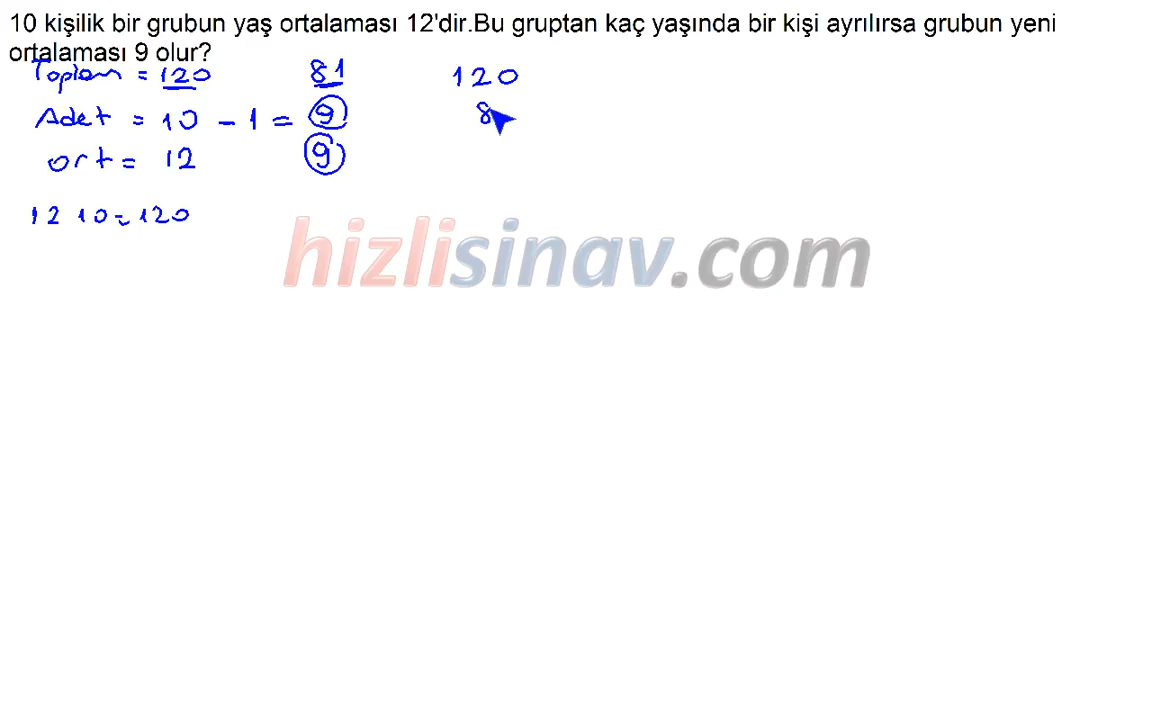 10 kişilik bir grubun yaş ortalaması 12'dir.Bu gruptan kaç yaşında bir kişi ayrılırsa grubun yeni
ortalaması 9 olur?
Toplam = 120 81 120
Adet = 10 - 1 = 9 8
ort = 12 9
12 10 = 120
hizlisinav.com